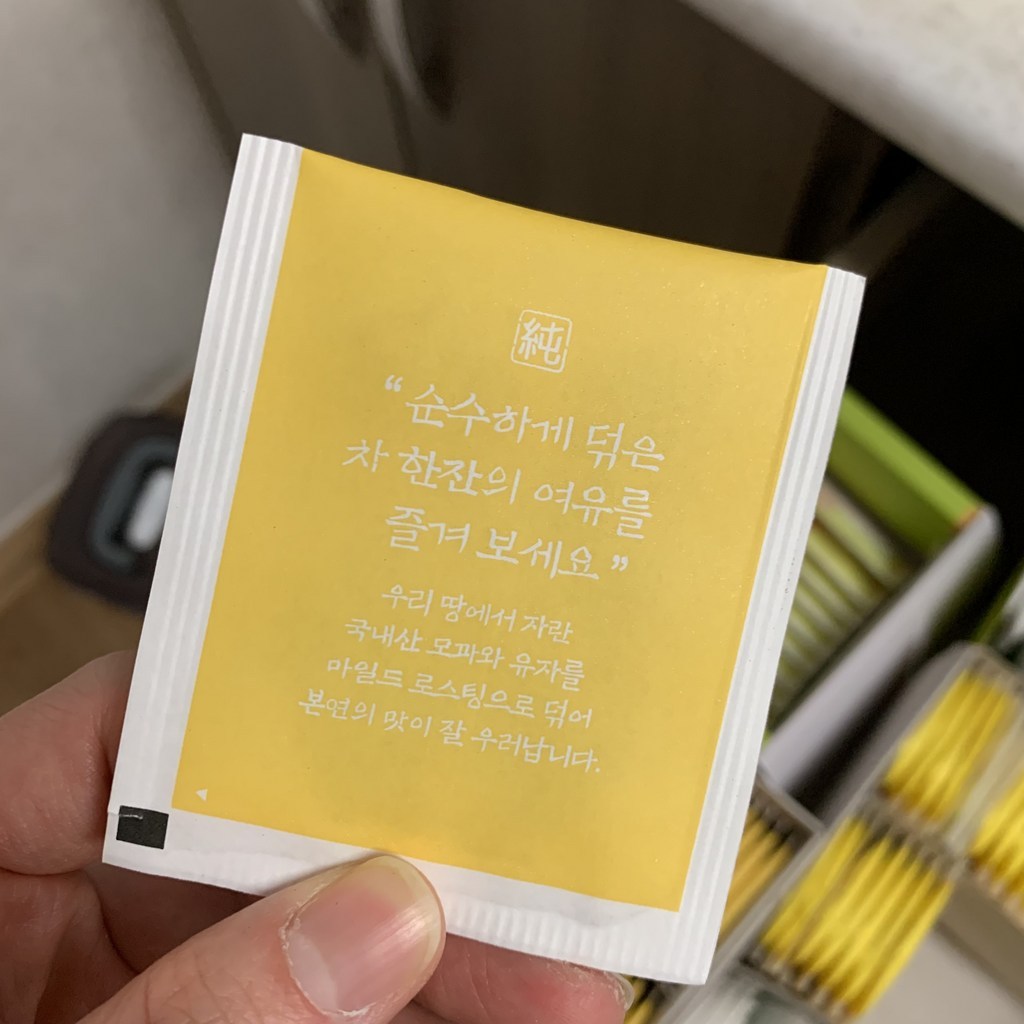 純
“ 순수하게 덖은
차 한잔의 여유를
즐겨 보세요 ”
우리 땅에서 자란
국내산 모과와 유자를
마일드 로스팅으로 덖어
본연의 맛이 잘 우러납니다.